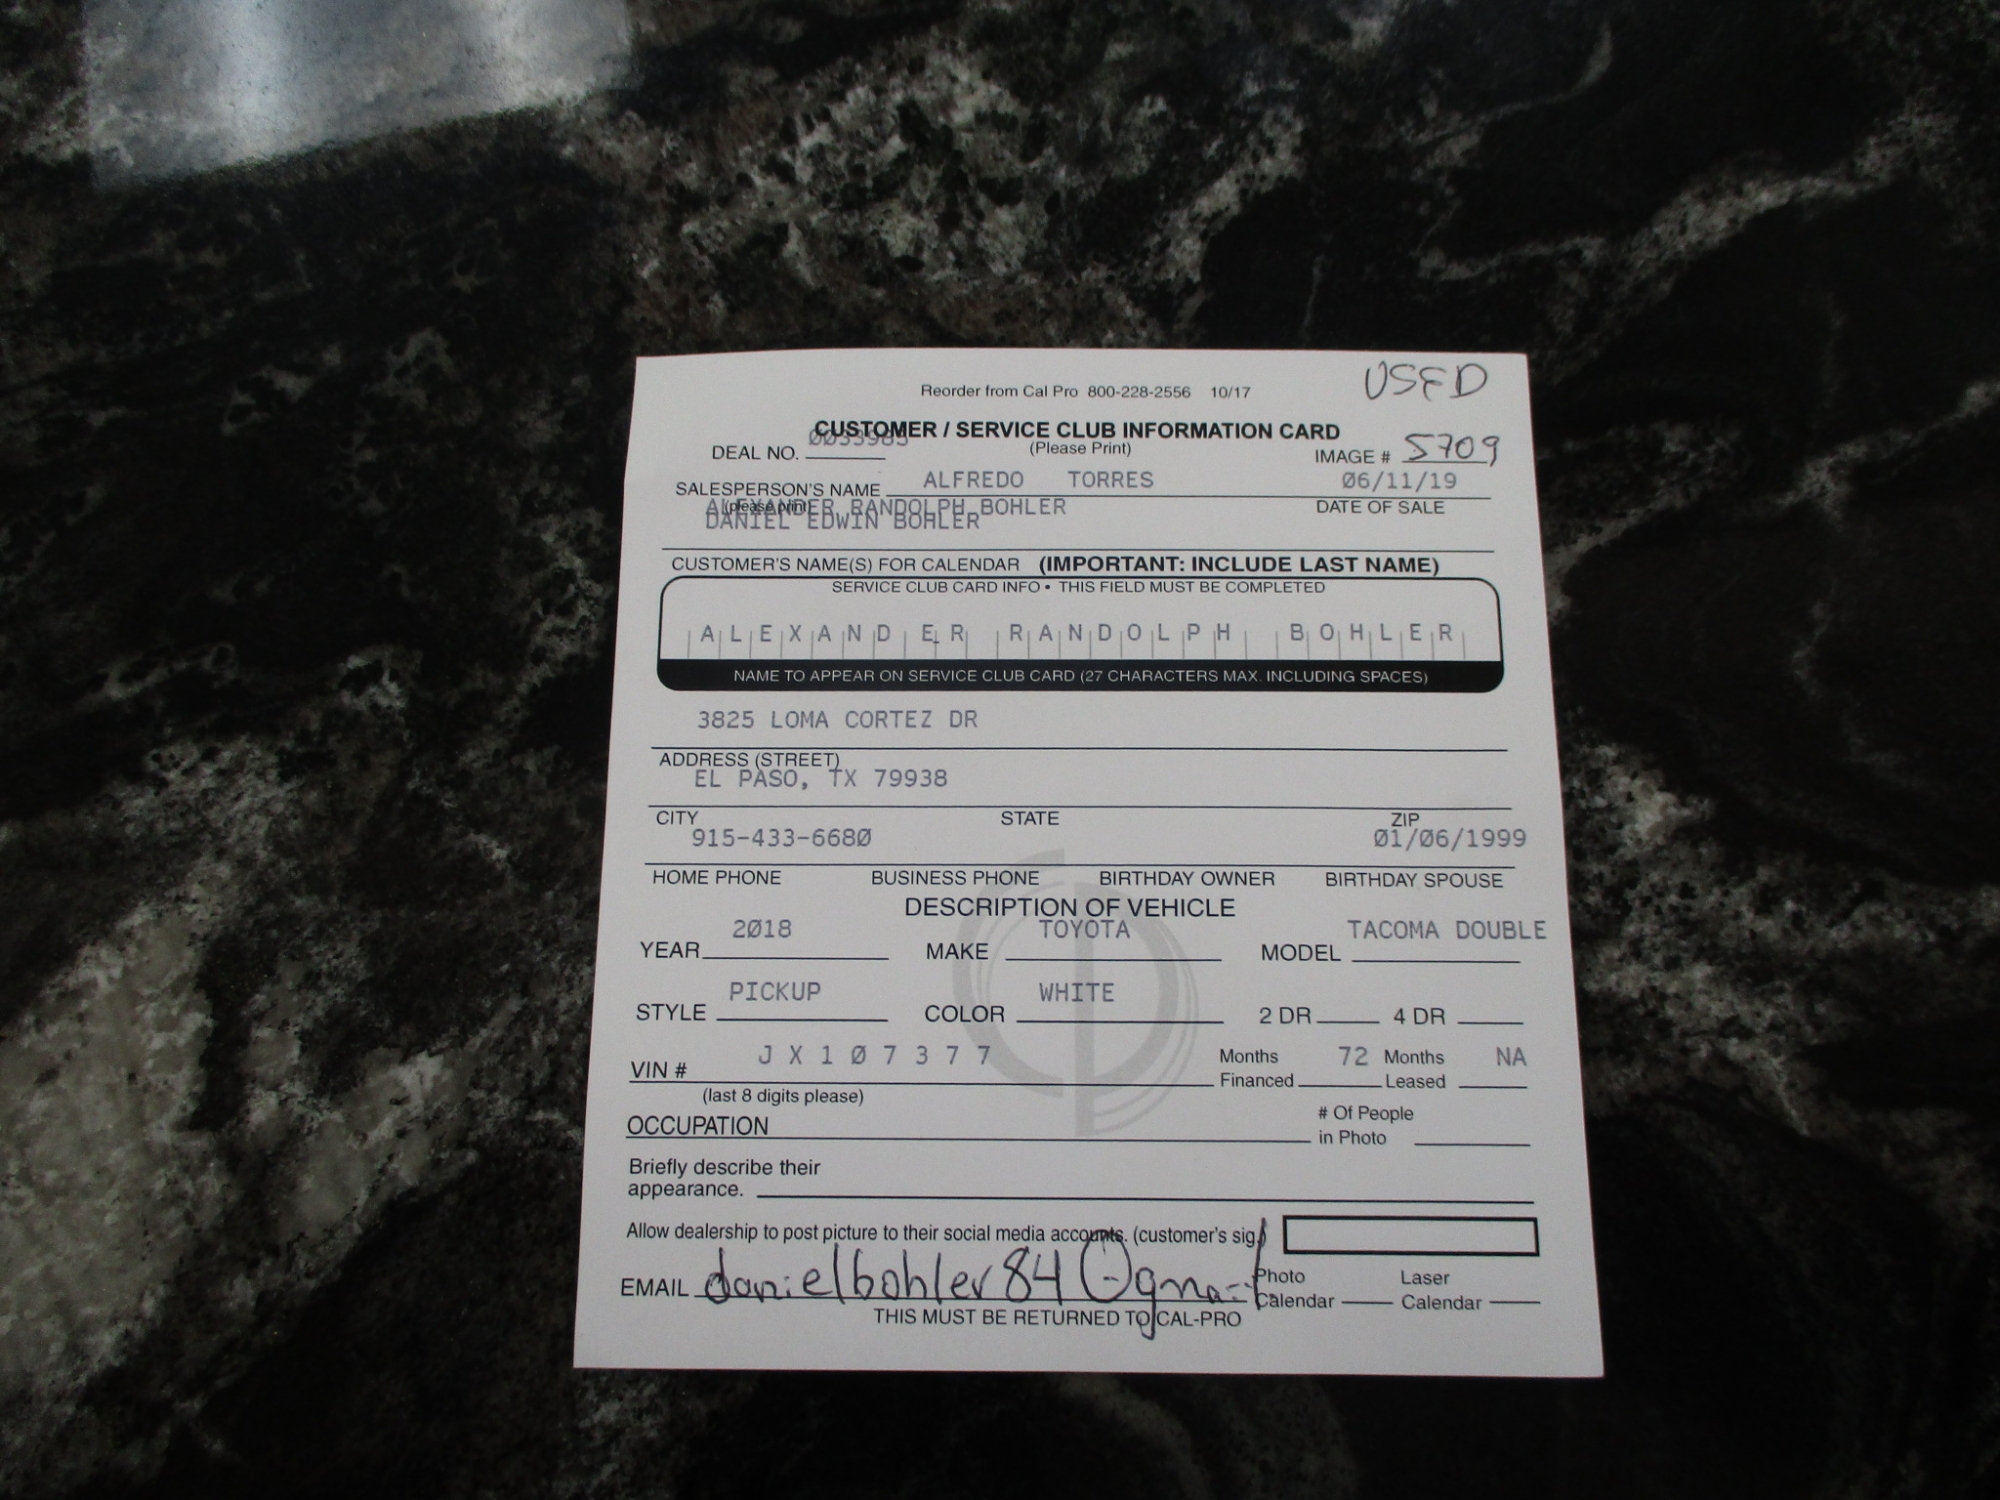 USED
Reorder from Cal Pro 800-228-2556 10/17
CUSTOMER / SERVICE CLUB INFORMATION CARD
DEAL NO. 0033985 (Please Print) IMAGE # 5709
SALESPERSON'S NAME ALFREDO TORRES 06/11/19
(please print) DATE OF SALE
ALEXANDER RANDOLPH BOHLER
DANIEL EDWIN BOHLER
CUSTOMER'S NAME(S) FOR CALENDAR (IMPORTANT: INCLUDE LAST NAME)
SERVICE CLUB CARD INFO • THIS FIELD MUST BE COMPLETED
ALEXANDER RANDOLPH BOHLER
NAME TO APPEAR ON SERVICE CLUB CARD (27 CHARACTERS MAX. INCLUDING SPACES)
3825 LOMA CORTEZ DR
ADDRESS (STREET)
EL PASO, TX 79938
CITY STATE ZIP
915-433-6680 01/06/1999
HOME PHONE BUSINESS PHONE BIRTHDAY OWNER BIRTHDAY SPOUSE
DESCRIPTION OF VEHICLE
YEAR 2018 MAKE TOYOTA MODEL TACOMA DOUBLE
STYLE PICKUP COLOR WHITE 2 DR 4 DR
VIN # JX107377 Months Financed 72 Months Leased NA
(last 8 digits please)
OCCUPATION # Of People in Photo
Briefly describe their
appearance.
Allow dealership to post picture to their social media accounts. (customer's sig.)
EMAIL danielbohler84@gmail Photo Calendar Laser Calendar
THIS MUST BE RETURNED TO CAL-PRO